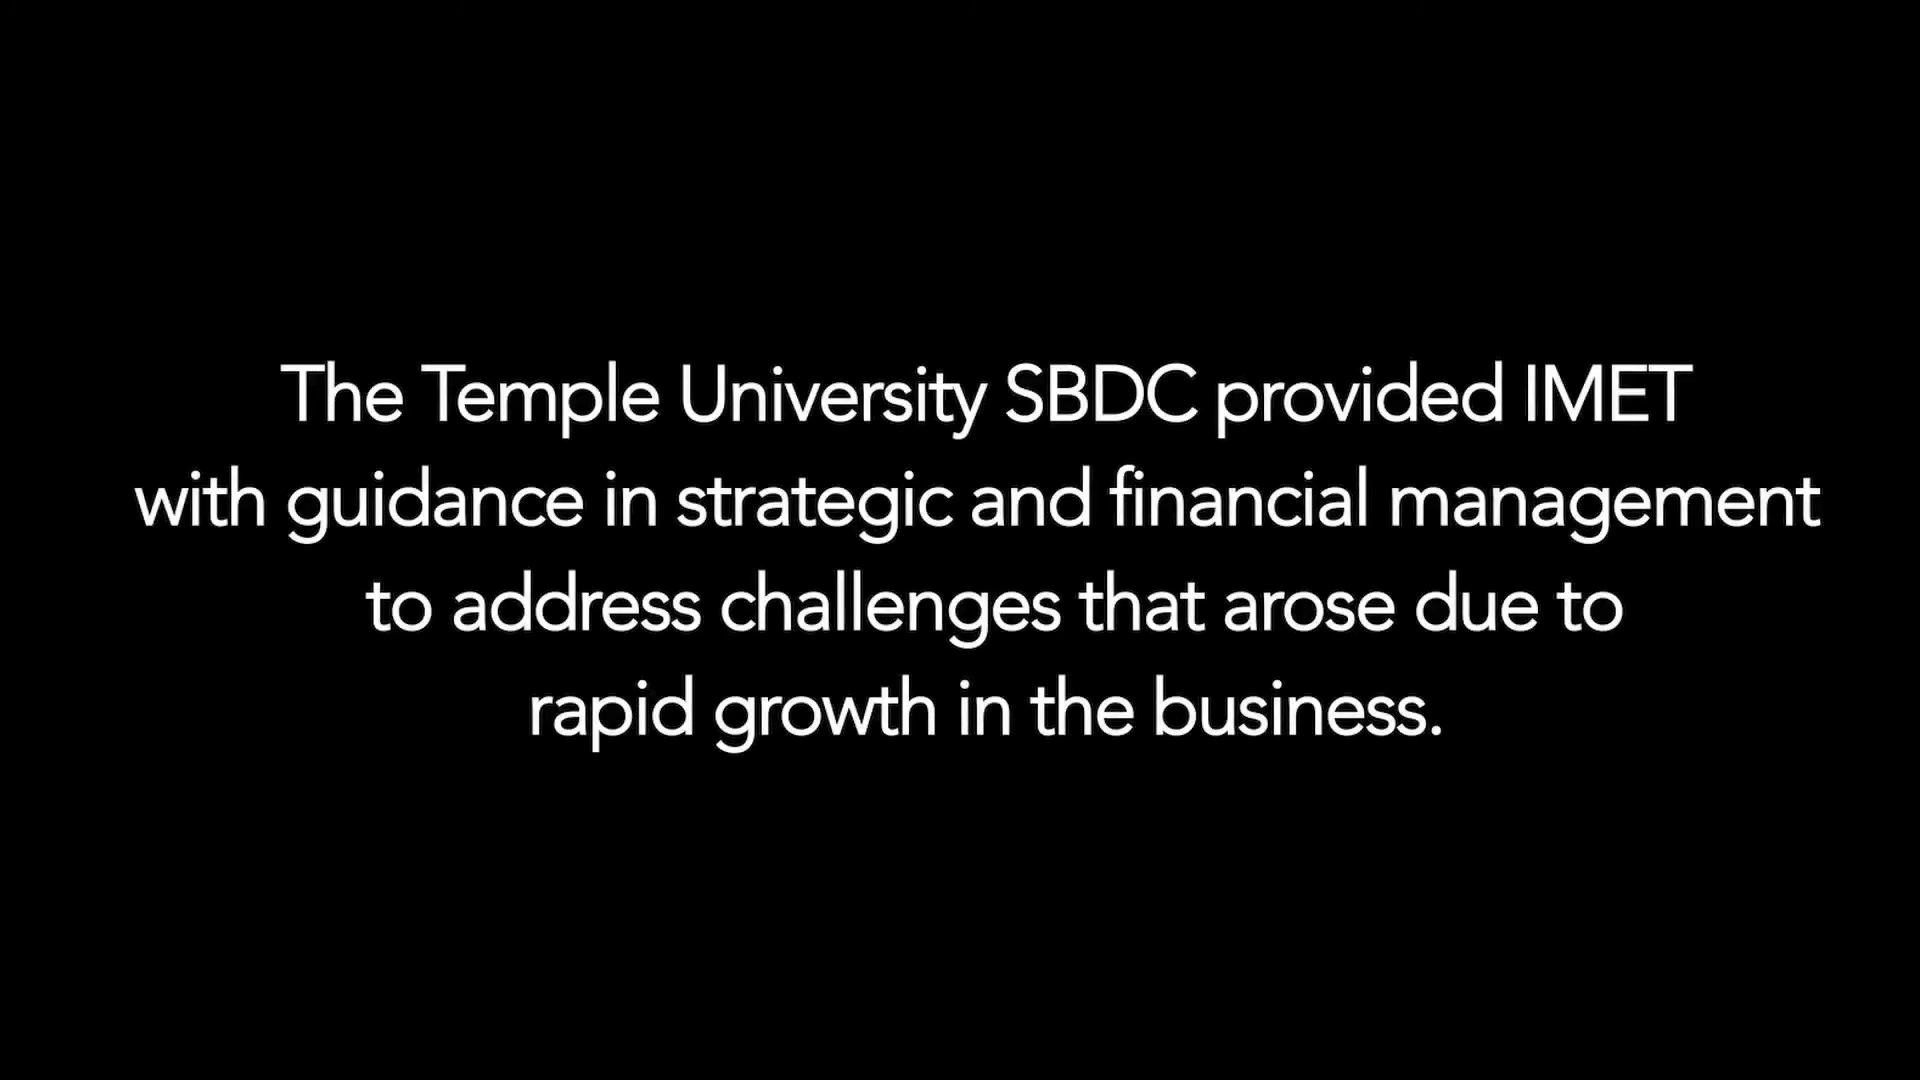 The Temple University SBDC provided IMET
with guidance in strategic and financial management
to address challenges that arose due to
rapid growth in the business.